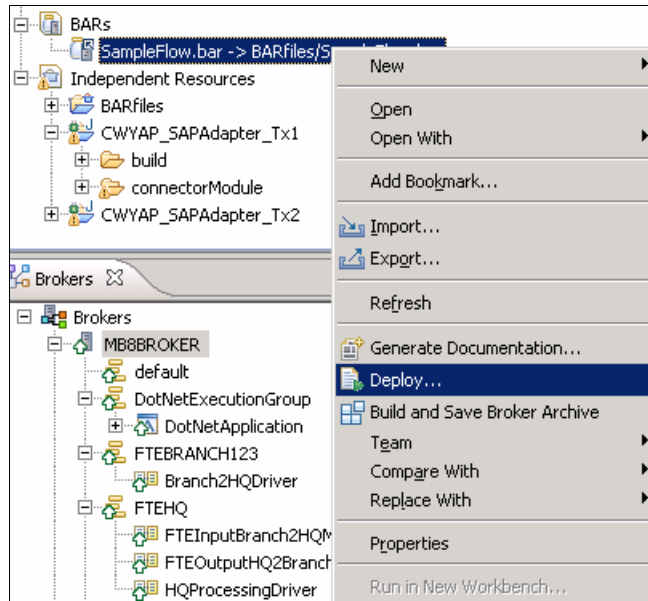 BARs
SampleFlow.bar -> BARfiles/S
Independent Resources
BARfiles
CWYAP_SAPAdapter_Tx1
build
connectorModule
CWYAP_SAPAdapter_Tx2
Brokers
Brokers
MB8BROKER
default
DotNetExecutionGroup
DotNetApplication
FTEBRANCH123
Branch2HQDriver
FTEHQ
FTEInputBranch2HQM
FTEOutputHQ2Branch
HQProcessingDriver
New
Open
Open With
Add Bookmark...
Import...
Export...
Refresh
Generate Documentation...
Deploy...
Build and Save Broker Archive
Team
Compare With
Replace With
Properties
Run in New Workbench...